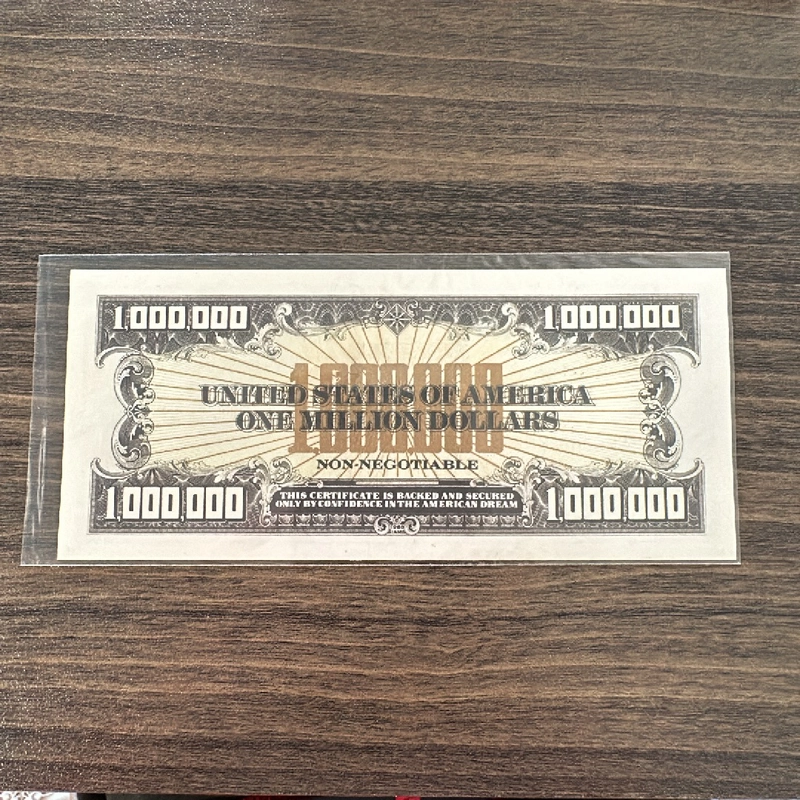 1,000,000 1,000,000
1,000,000
UNITED STATES OF AMERICA
ONE MILLION DOLLARS
NON-NEGOTIABLE
1,000,000 1,000,000
THIS CERTIFICATE IS BACKED AND SECURED
ONLY BY CONFIDENCE IN THE AMERICAN DREAM